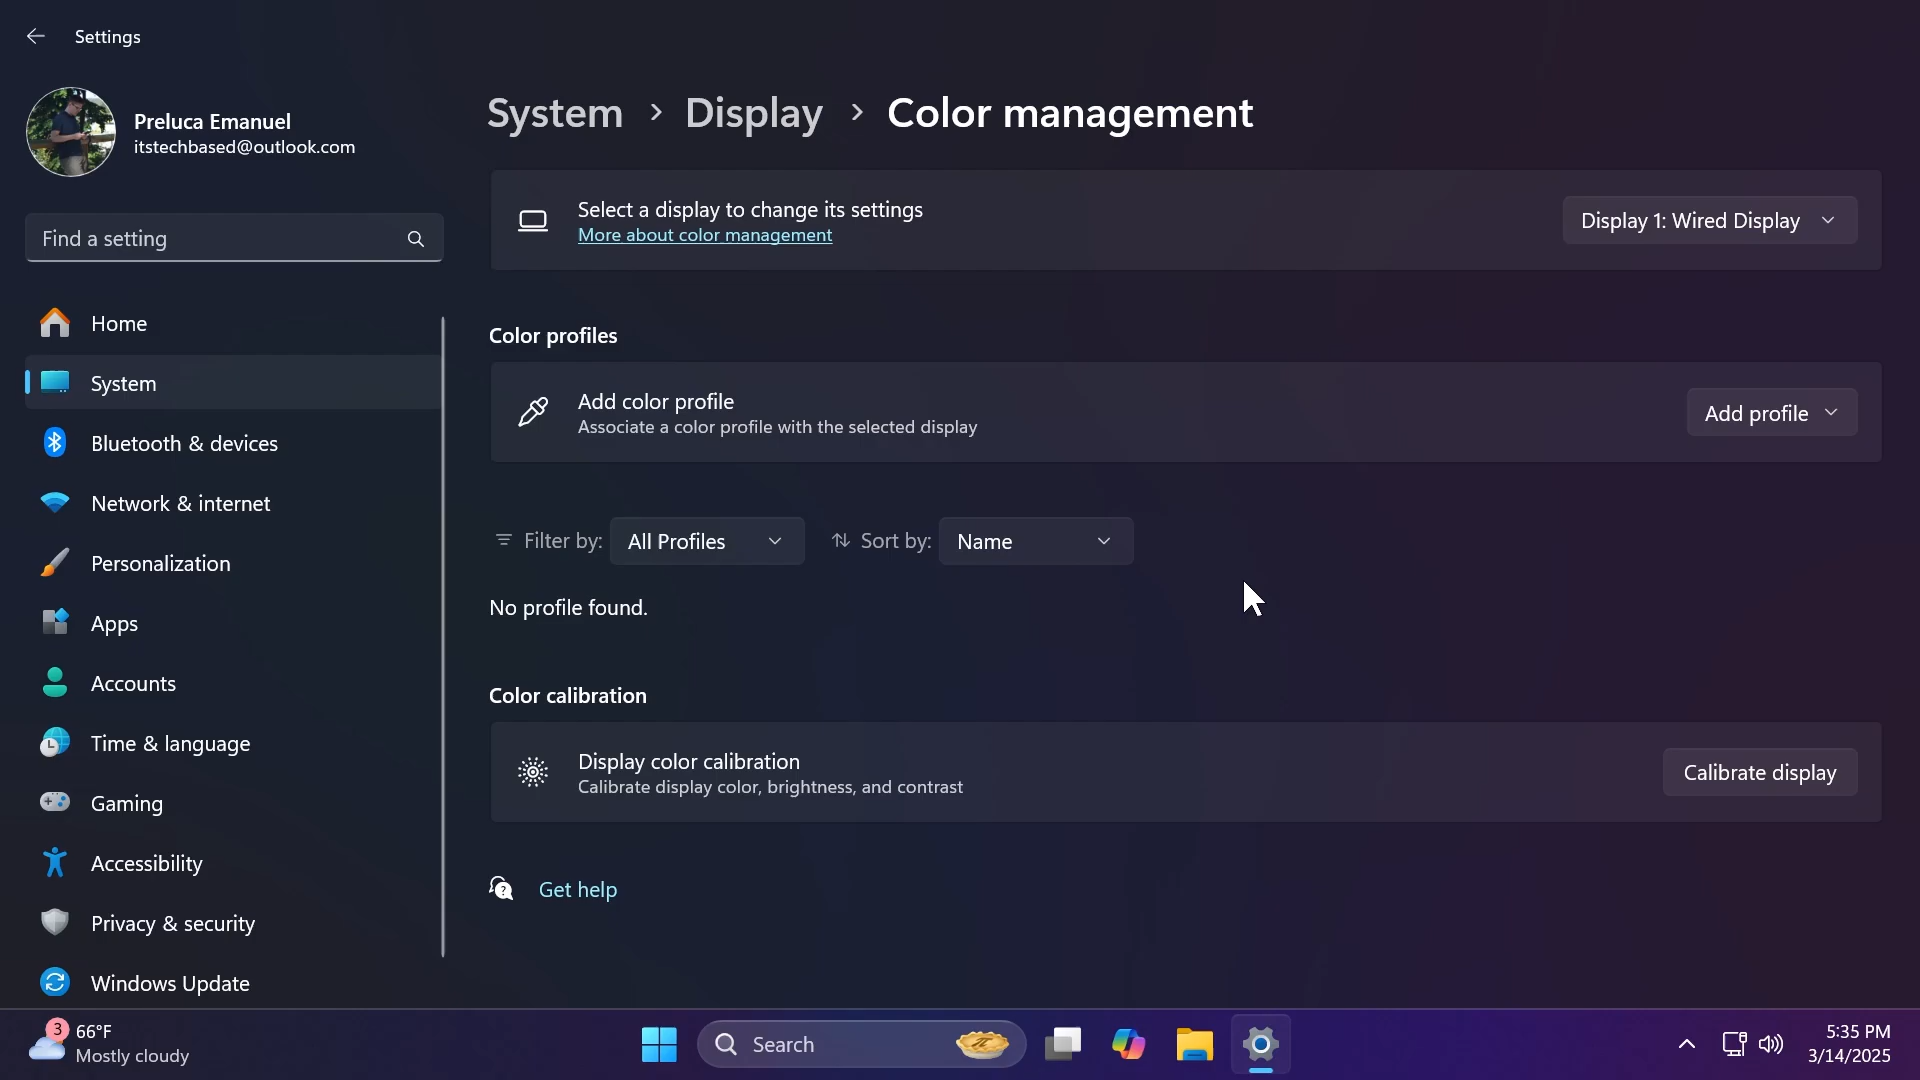 Settings
Preluca Emanuel
itstechbased@outlook.com
Find a setting
Home
System
Bluetooth & devices
Network & internet
Personalization
Apps
Accounts
Time & language
Gaming
Accessibility
Privacy & security
Windows Update
System > Display > Color management
Select a display to change its settings
More about color management
Display 1: Wired Display
Color profiles
Add color profile
Associate a color profile with the selected display
Add profile
Filter by: All Profiles
Sort by: Name
No profile found.
Color calibration
Display color calibration
Calibrate display color, brightness, and contrast
Calibrate display
Get help
3
66°F
Mostly cloudy
Search
5:35 PM
3/14/2025